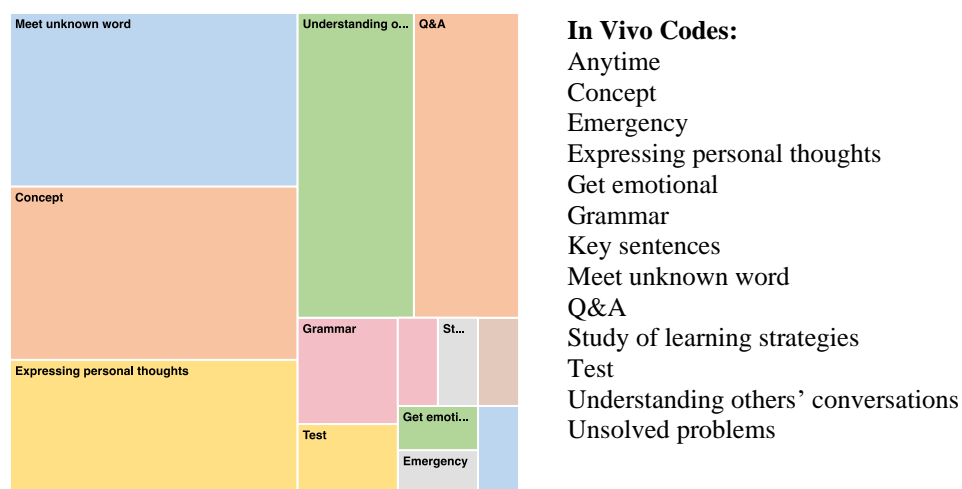 Meet unknown word
Understanding o...
Q&A
Concept
Expressing personal thoughts
Grammar
St...
Test
Get emoti...
Emergency
In Vivo Codes:
Anytime
Concept
Emergency
Expressing personal thoughts
Get emotional
Grammar
Key sentences
Meet unknown word
Q&A
Study of learning strategies
Test
Understanding others’ conversations
Unsolved problems